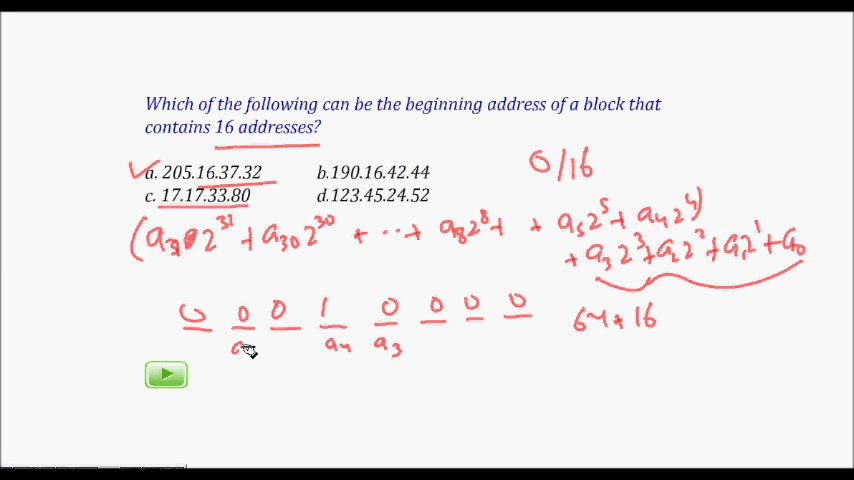 Which of the following can be the beginning address of a block that
contains 16 addresses?
0/16
a. 205.16.37.32 b.190.16.42.44
c. 17.17.33.80 d.123.45.24.52
(a31 2^31 + a30 2^30 + ... + a8 2^8 + + a5 2^5 + a4 2^4)
+ a3 2^3 + a2 2^2 + a1 2^1 + a0
0 0 0 1 0 0 0 0 64+16
a4 a3